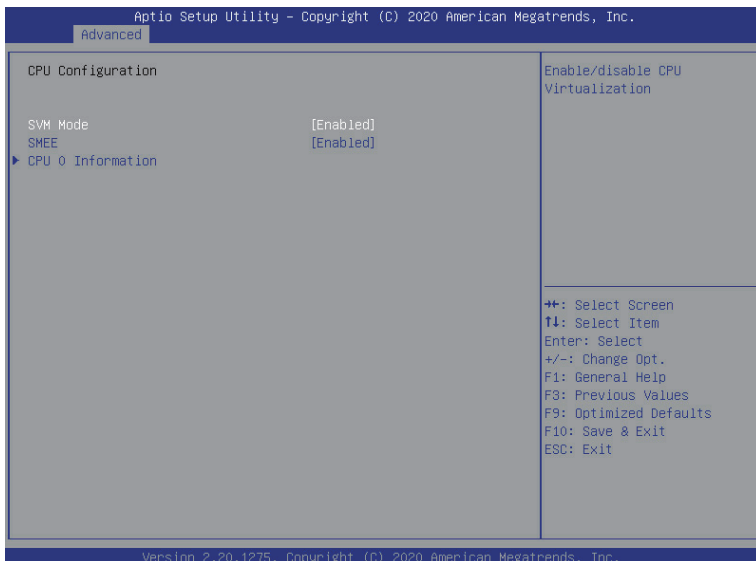 Aptio Setup Utility – Copyright (C) 2020 American Megatrends, Inc.
Advanced
CPU Configuration
SVM Mode [Enabled]
SMEE [Enabled]
CPU 0 Information
Enable/disable CPU
Virtualization
→←: Select Screen
↑↓: Select Item
Enter: Select
+/-: Change Opt.
F1: General Help
F3: Previous Values
F9: Optimized Defaults
F10: Save & Exit
ESC: Exit
Version 2.20.1275. Copyright (C) 2020 American Megatrends, Inc.